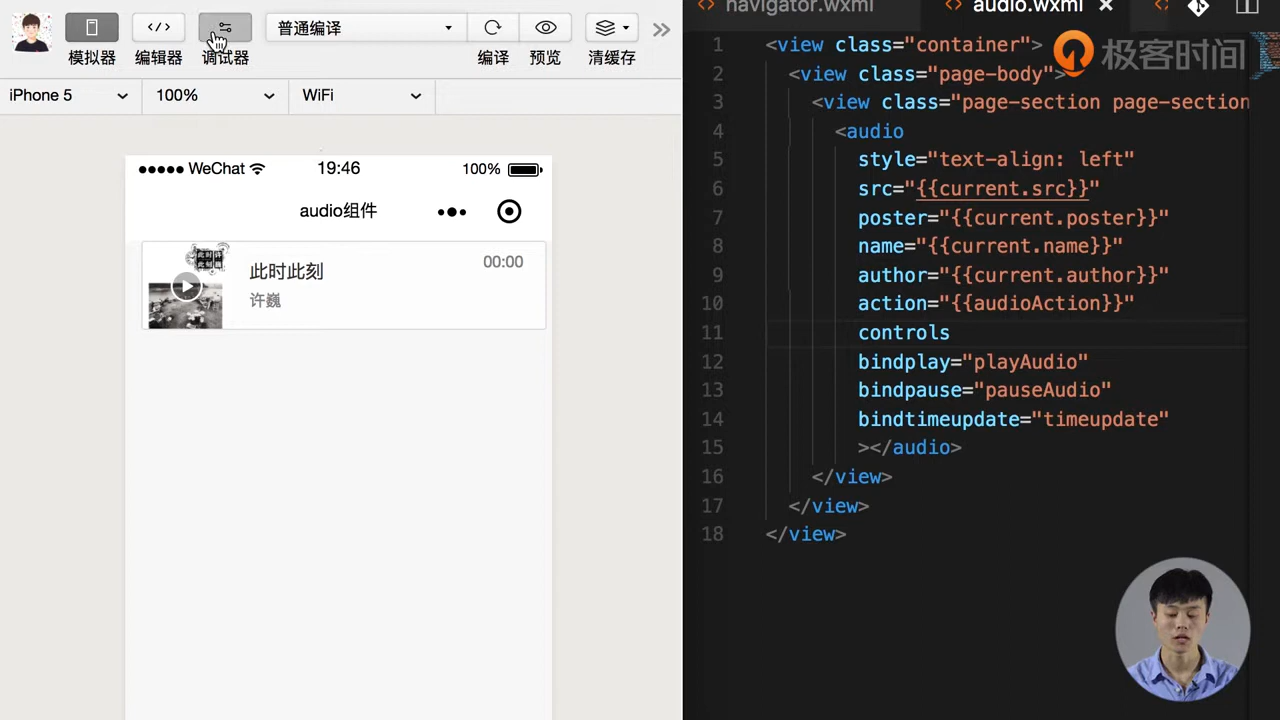 普通编译
模拟器 编辑器 调试器 编译 预览 清缓存
iPhone 5 100% WiFi
WeChat 19:46 100%
audio组件
此时此刻 00:00
许巍
navigator.wxml audio.wxml
极客时间
1 <view class="container">
2 <view class="page-body">
3 <view class="page-section page-section
4 <audio
5 style="text-align: left"
6 src="{{current.src}}"
7 poster="{{current.poster}}"
8 name="{{current.name}}"
9 author="{{current.author}}"
10 action="{{audioAction}}"
11 controls
12 bindplay="playAudio"
13 bindpause="pauseAudio"
14 bindtimeupdate="timeupdate"
15 ></audio>
16 </view>
17 </view>
18 </view>